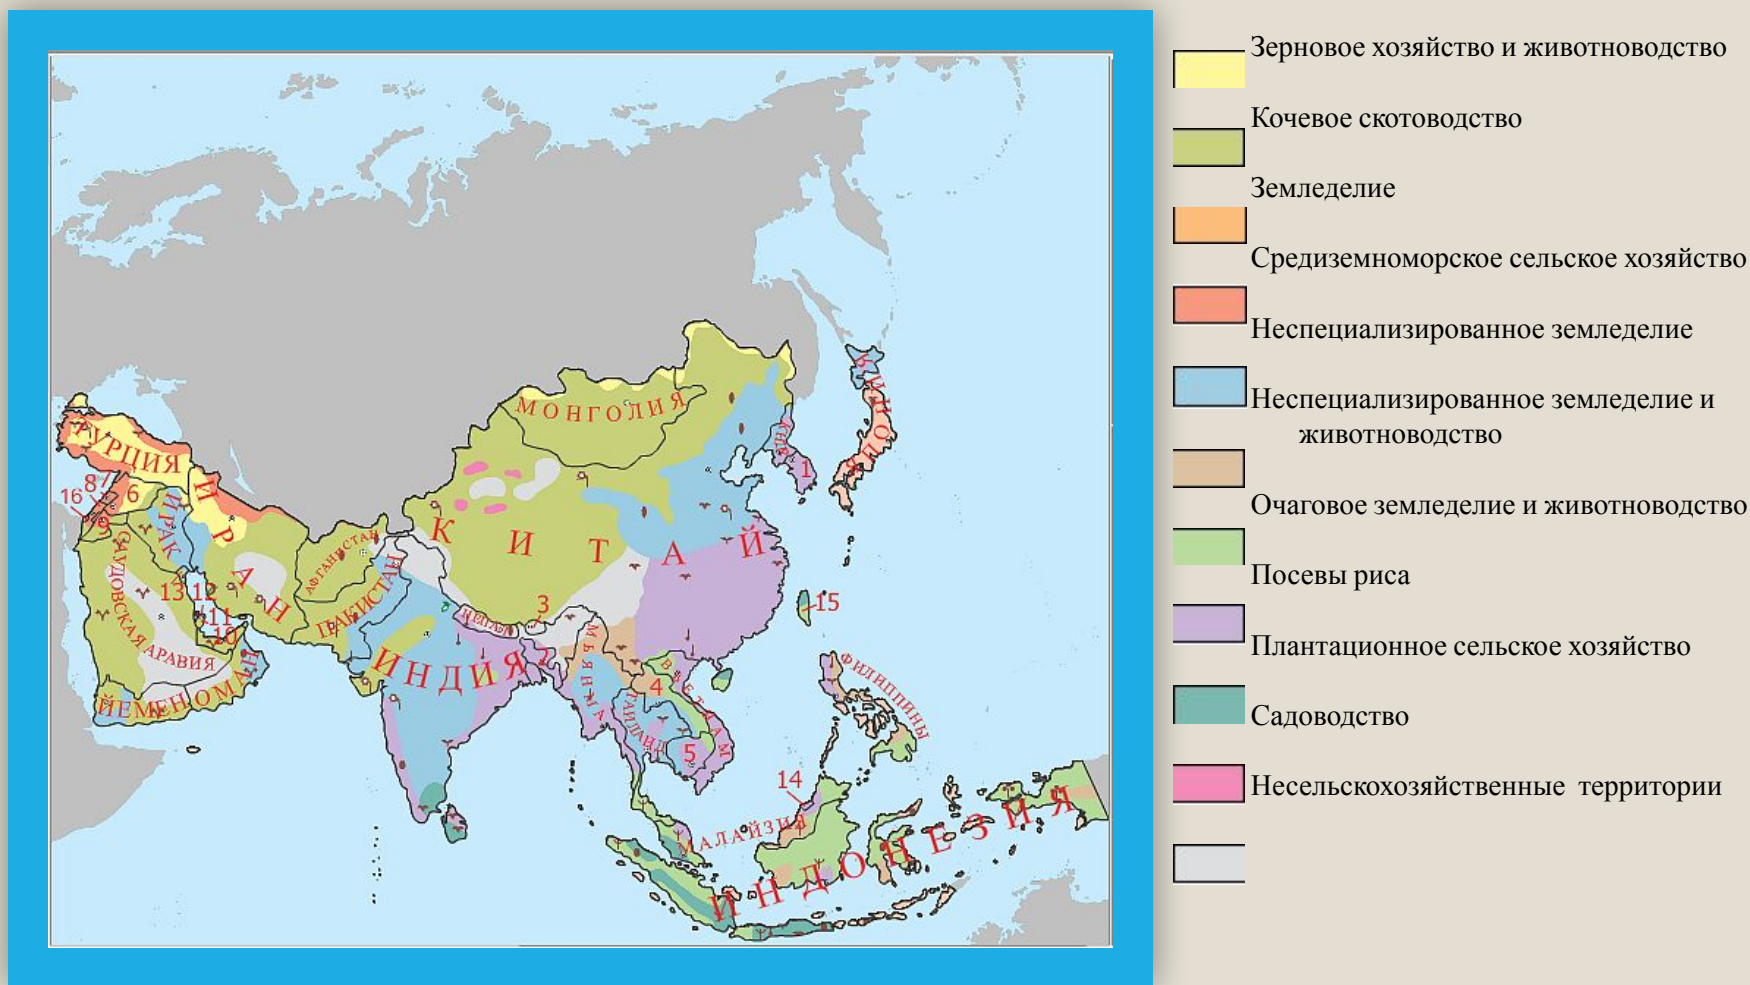 Зерновое хозяйство и животноводство
Кочевое скотоводство
Земледелие
Средиземноморское сельское хозяйство
Неспециализированное земледелие
Неспециализированное земледелие и
животноводство
Очаговое земледелие и животноводство
Посевы риса
Плантационное сельское хозяйство
Садоводство
Несельскохозяйственные территории
МОНГОЛИЯ
ЯПОНИЯ
КНДР
1
ТУРЦИЯ
8
7
16
6
9
ИРАК
ИРАН
КИТАЙ
АФГАНИСТАН
ПАКИСТАН
САУДОВСКАЯ АРАВИЯ
13
12
11
10
НЕПАЛ
3
15
ИНДИЯ
2
МЬЯНМА
4
ВЬЕТНАМ
ТАИЛАНД
5
ФИЛИППИНЫ
ЙЕМЕН
ОМАН
14
МАЛАЙЗИЯ
ИНДОНЕЗИЯ